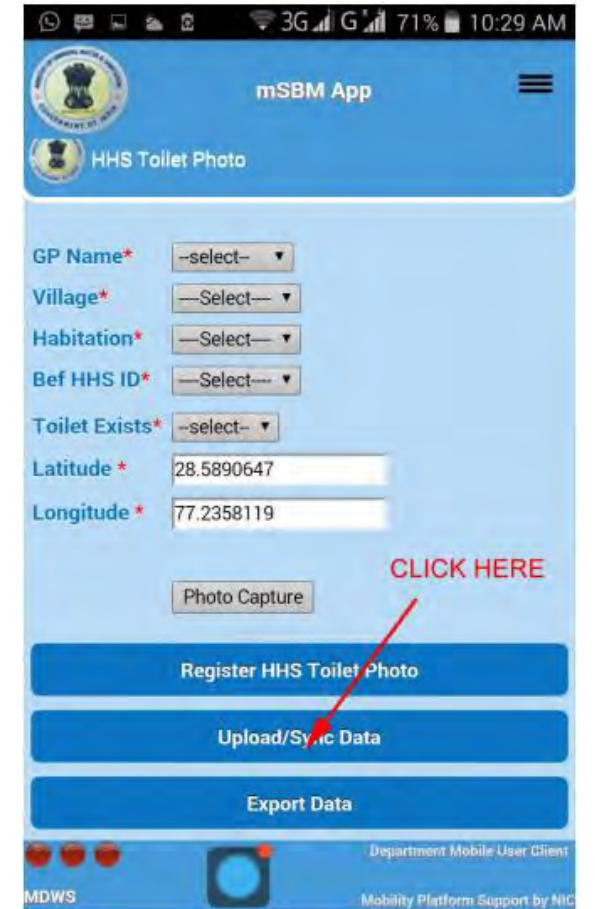 3G G 71% 10:29 AM
mSBM App
HHS Toilet Photo
GP Name* --select--
Village* ---Select---
Habitation* ---Select---
Bef HHS ID* ---Select---
Toilet Exists* --select--
Latitude * 28.5890647
Longitude * 77.2358119
CLICK HERE
Photo Capture
Register HHS Toilet Photo
Upload/Sync Data
Export Data
Department Mobile User Client
MDWS
Mobility Platform Support by NIC